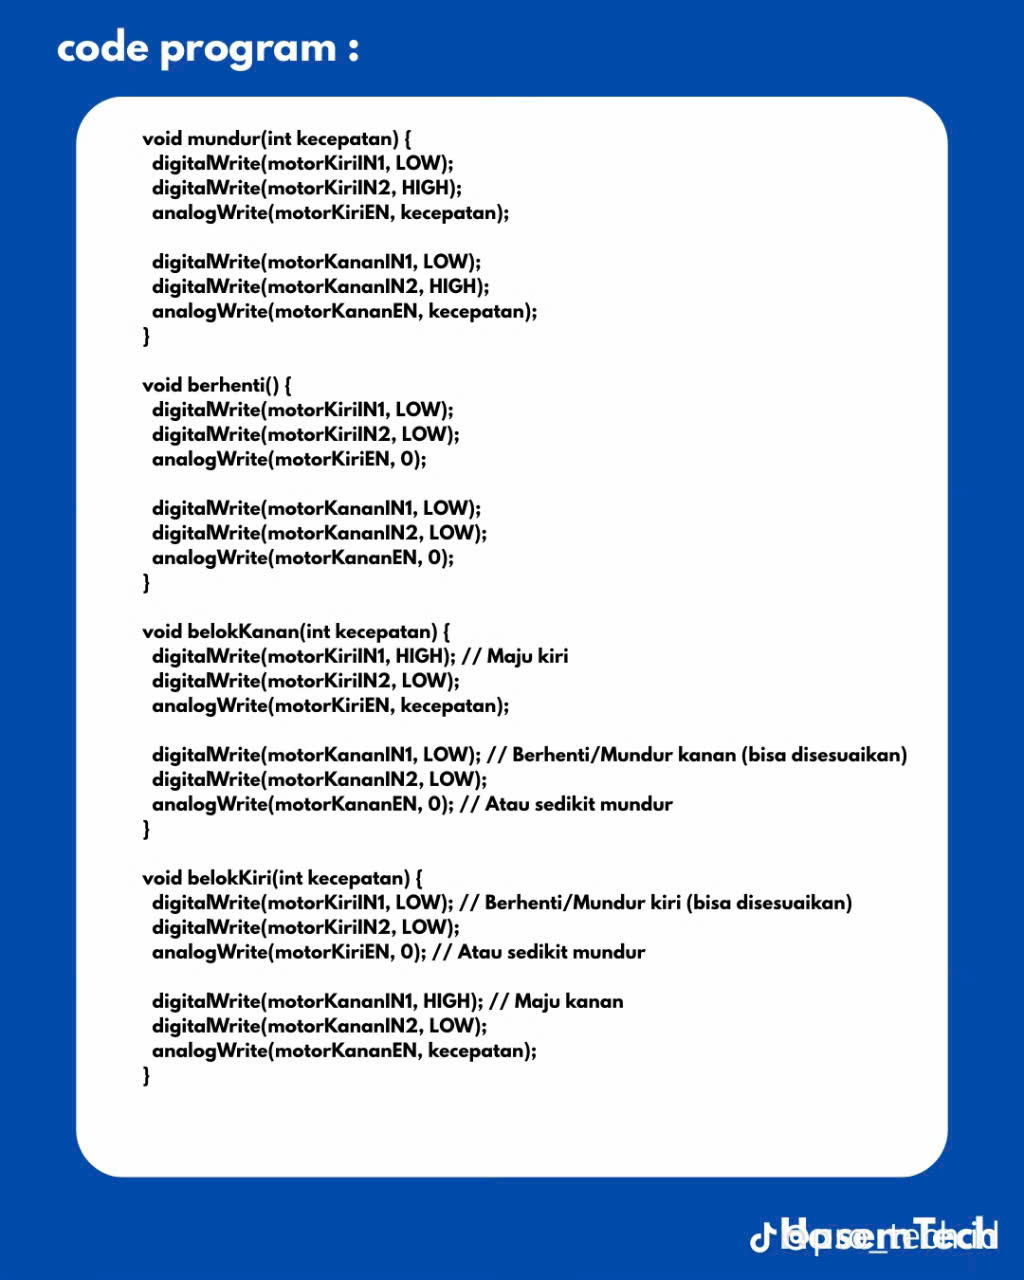 code program :
void mundur(int kecepatan) {
digitalWrite(motorKiriIN1, LOW);
digitalWrite(motorKiriIN2, HIGH);
analogWrite(motorKiriEN, kecepatan);
digitalWrite(motorKananIN1, LOW);
digitalWrite(motorKananIN2, HIGH);
analogWrite(motorKananEN, kecepatan);
}
void berhenti() {
digitalWrite(motorKiriIN1, LOW);
digitalWrite(motorKiriIN2, LOW);
analogWrite(motorKiriEN, 0);
digitalWrite(motorKananIN1, LOW);
digitalWrite(motorKananIN2, LOW);
analogWrite(motorKananEN, 0);
}
void belokKanan(int kecepatan) {
digitalWrite(motorKiriIN1, HIGH); // Maju kiri
digitalWrite(motorKiriIN2, LOW);
analogWrite(motorKiriEN, kecepatan);
digitalWrite(motorKananIN1, LOW); // Berhenti/Mundur kanan (bisa disesuaikan)
digitalWrite(motorKananIN2, LOW);
analogWrite(motorKananEN, 0); // Atau sedikit mundur
}
void belokKiri(int kecepatan) {
digitalWrite(motorKiriIN1, LOW); // Berhenti/Mundur kiri (bisa disesuaikan)
digitalWrite(motorKiriIN2, LOW);
analogWrite(motorKiriEN, 0); // Atau sedikit mundur
digitalWrite(motorKananIN1, HIGH); // Maju kanan
digitalWrite(motorKananIN2, LOW);
analogWrite(motorKananEN, kecepatan);
}
HasemTech